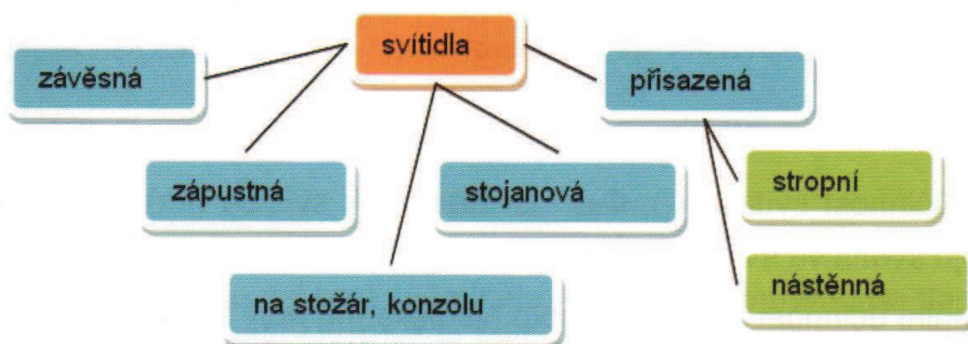 svítidla
závěsná
přisazená
zápustná
stojanová
stropní
na stožár, konzolu
nástěnná